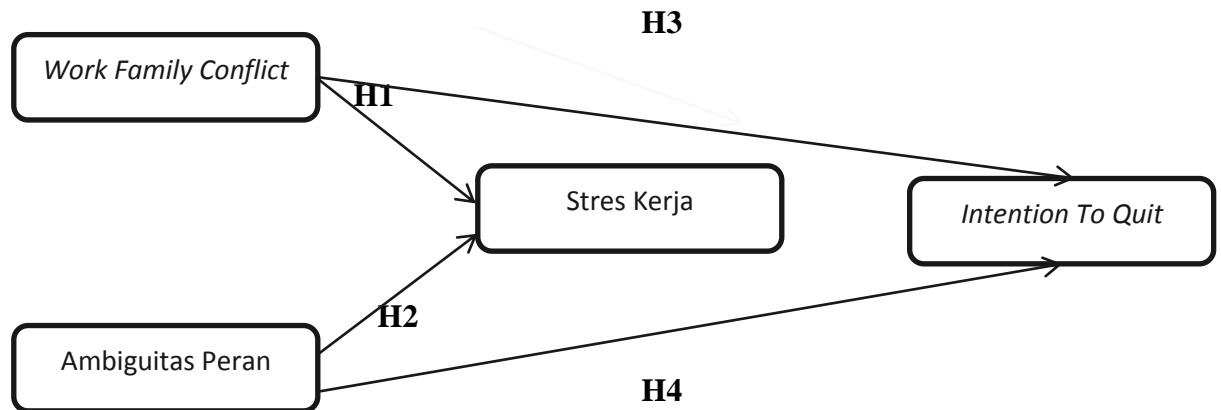 H3
Work Family Conflict
H1
Stres Kerja
Intention To Quit
H2
Ambiguitas Peran
H4